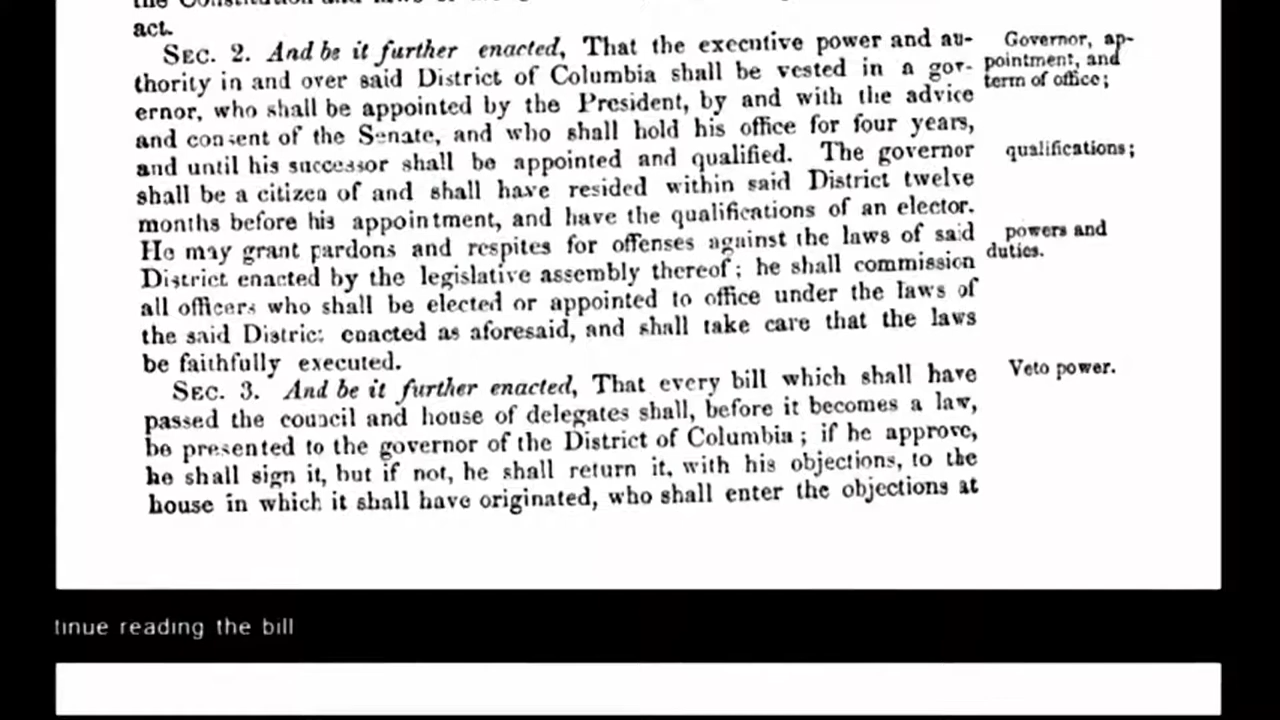 act.
SEC. 2. And be it further enacted, That the executive power and au-
thority in and over said District of Columbia shall be vested in a gov-
ernor, who shall be appointed by the President, by and with the advice
and consent of the Senate, and who shall hold his office for four years,
and until his successor shall be appointed and qualified. The governor
shall be a citizen of and shall have resided within said District twelve
months before his appointment, and have the qualifications of an elector.
He may grant pardons and respites for offenses against the laws of said
District enacted by the legislative assembly thereof; he shall commission
all officers who shall be elected or appointed to office under the laws of
the said District enacted as aforesaid, and shall take care that the laws
be faithfully executed.
SEC. 3. And be it further enacted, That every bill which shall have
passed the council and house of delegates shall, before it becomes a law,
be presented to the governor of the District of Columbia; if he approve,
he shall sign it, but if not, he shall return it, with his objections, to the
house in which it shall have originated, who shall enter the objections at
Governor, ap-
pointment, and
term of office;
qualifications;
powers and
duties.
Veto power.
tinue reading the bill